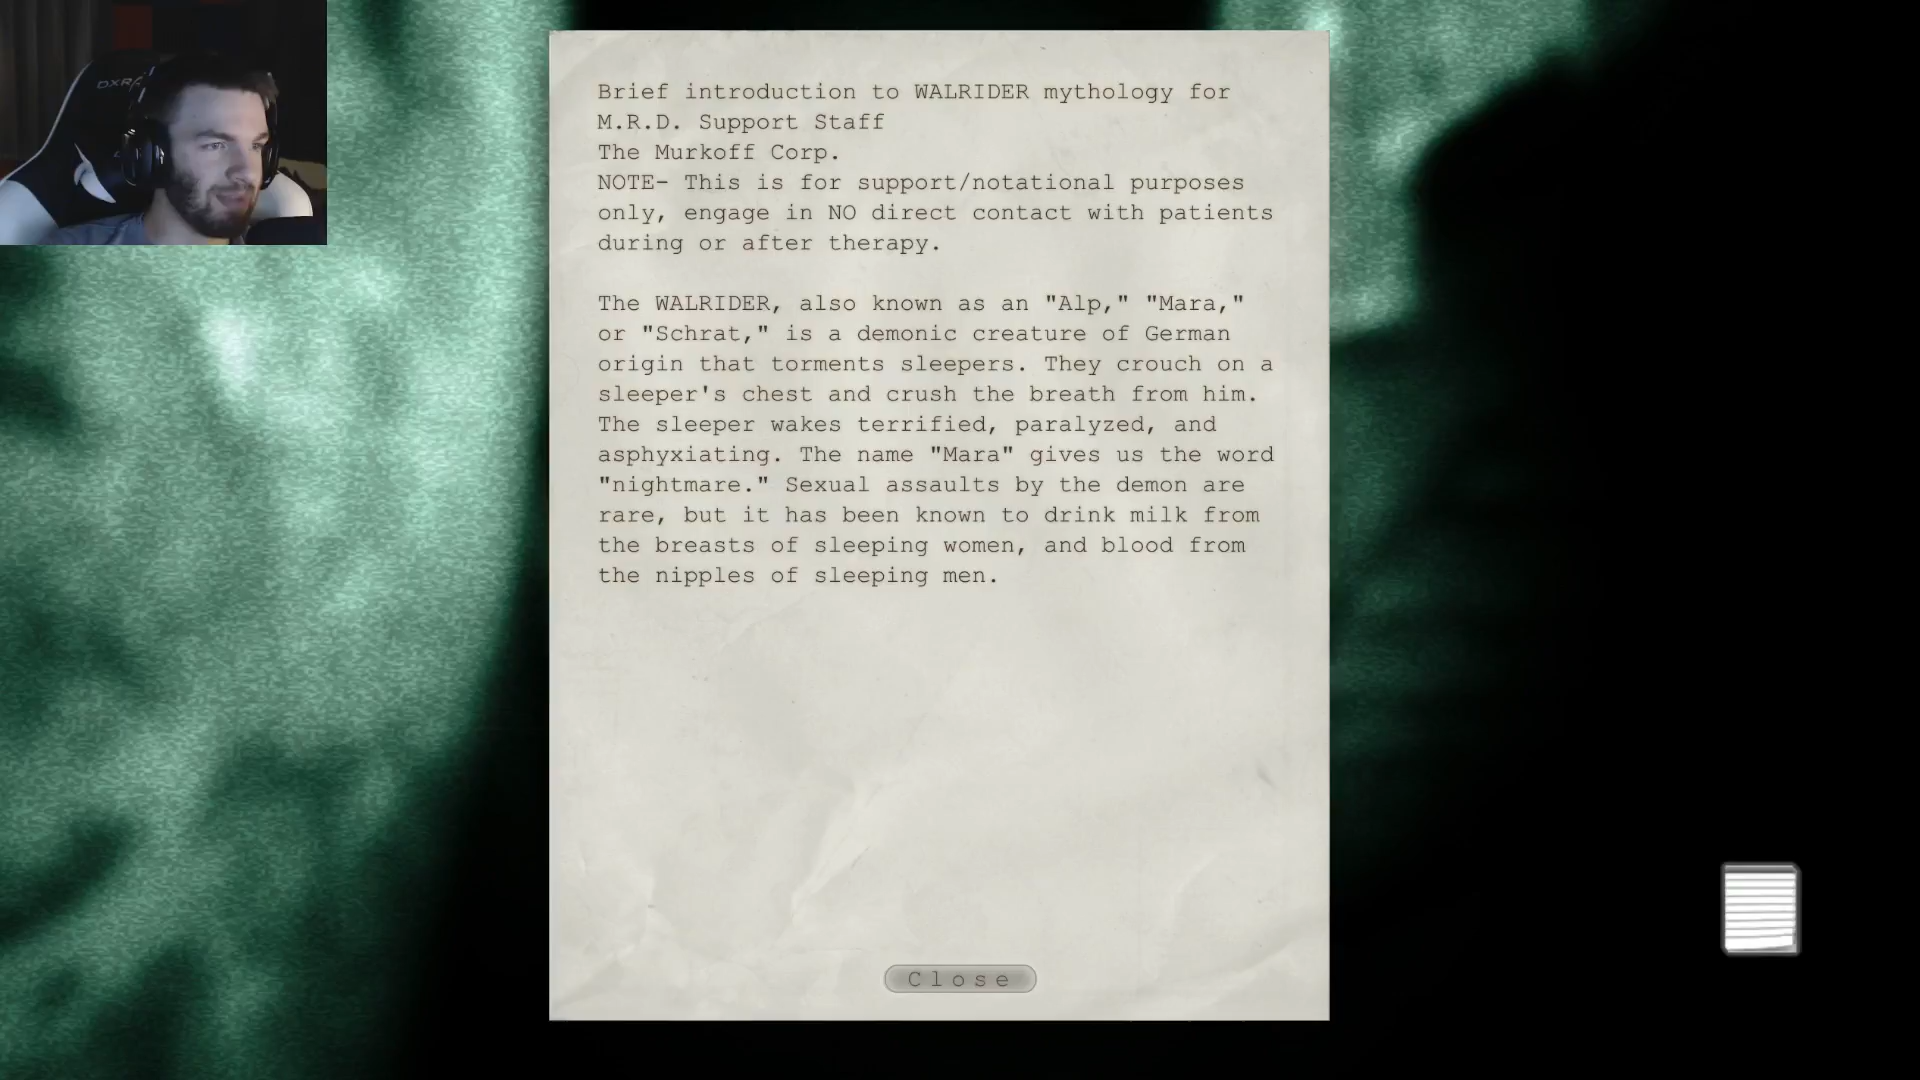 DXR
Brief introduction to WALRIDER mythology for
M.R.D. Support Staff
The Murkoff Corp.
NOTE- This is for support/notational purposes
only, engage in NO direct contact with patients
during or after therapy.
The WALRIDER, also known as an "Alp," "Mara,"
or "Schrat," is a demonic creature of German
origin that torments sleepers. They crouch on a
sleeper's chest and crush the breath from him.
The sleeper wakes terrified, paralyzed, and
asphyxiating. The name "Mara" gives us the word
"nightmare." Sexual assaults by the demon are
rare, but it has been known to drink milk from
the breasts of sleeping women, and blood from
the nipples of sleeping men.
Close